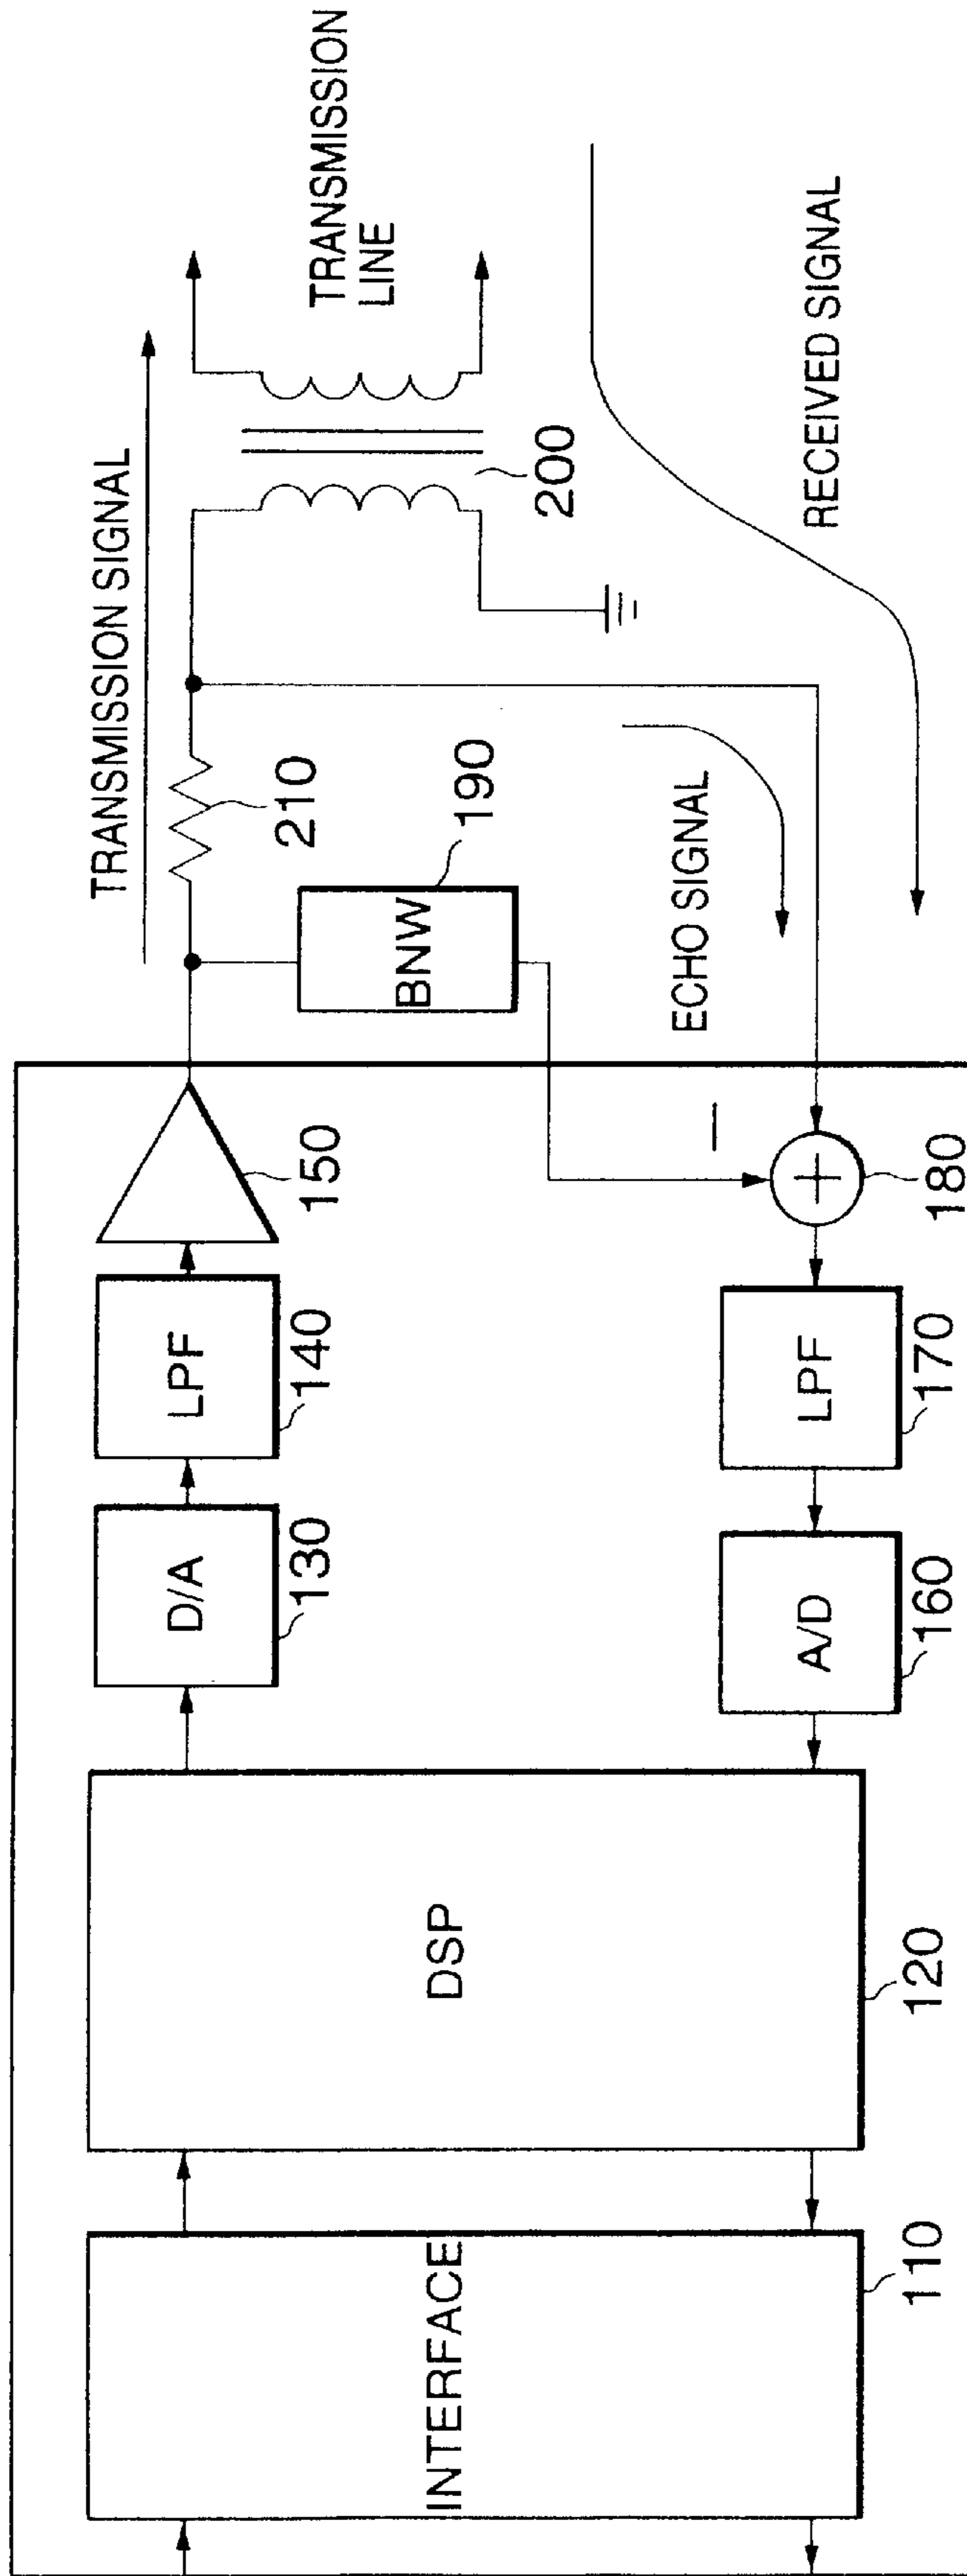 TRANSMISSION SIGNAL
TRANSMISSION
LINE
INTERFACE
110
DSP
120
D/A
130
LPF
140
150
210
BNW
190
200
ECHO SIGNAL
RECEIVED SIGNAL
A/D
160
LPF
170
+
180
−